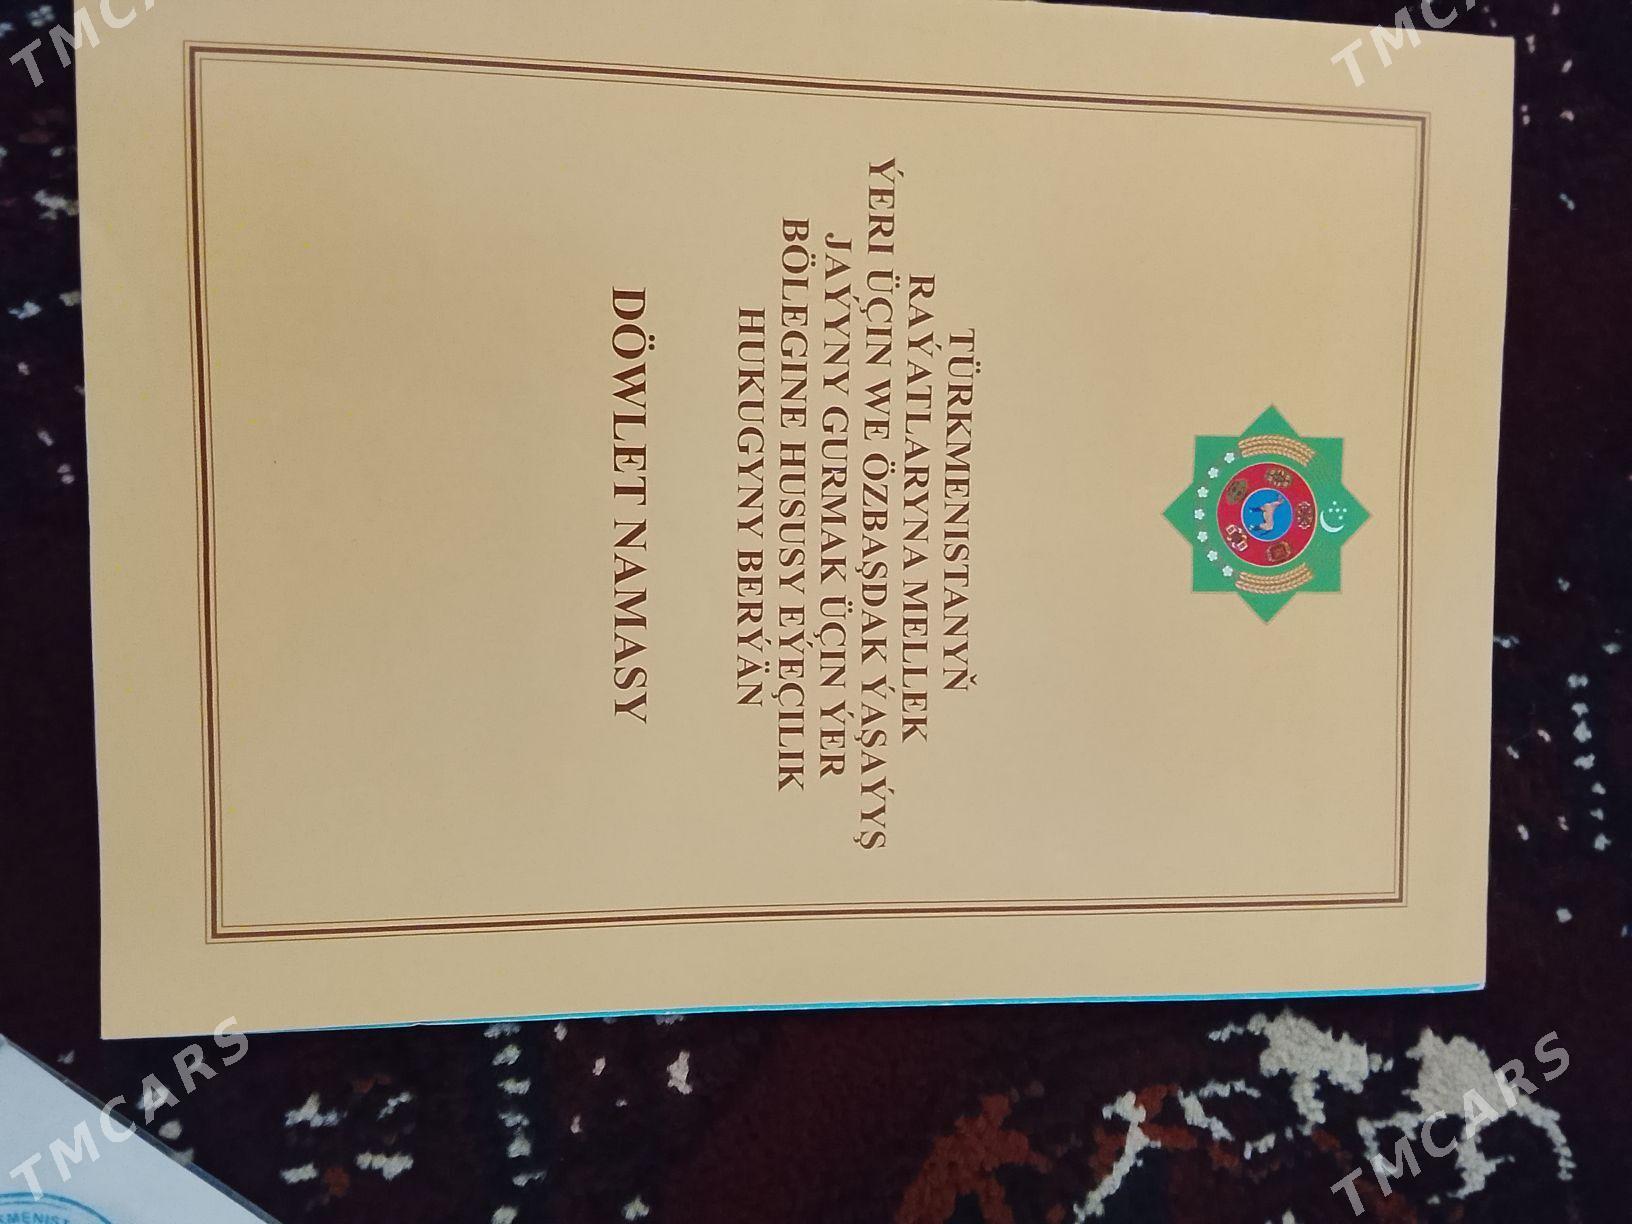 TÜRKMENISTANYŇ
RAÝATLARYNA MELLEK
ÝERI ÜÇIN WE ÖZBAŞDAK ÝAŞAÝYŞ
JAÝYNY GURMAK ÜÇIN ÝER
BÖLEGINE HUSUSY EÝEÇILIK
HUKUGYNY BERÝÄN
DÖWLET NAMASY
TMCARS
TMCARS
TMCARS
TMCARS